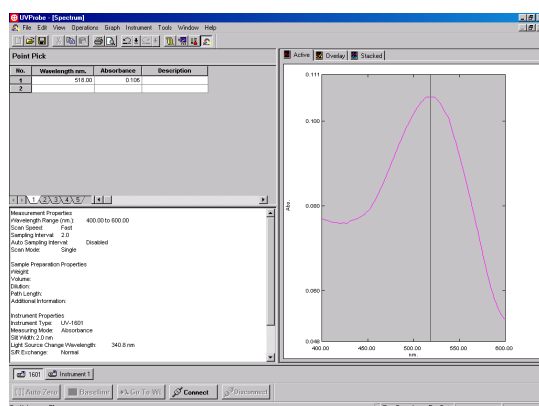 UVProbe - [Spectrum]
File Edit View Operations Graph Instrument Tools Window Help
Point Pick
No. Wavelength nm. Absorbance Description
1 518.00 0.106
2
1 2 3 4 5
Measurement Properties
Wavelength Range (nm.): 400.00 to 600.00
Scan Speed: Fast
Sampling Interval: 2.0
Auto Sampling Interval: Disabled
Scan Mode: Single
Sample Preparation Properties
Weight:
Volume:
Dilution:
Path Length:
Additional Information:
Instrument Properties
Instrument Type: UV-1601
Measuring Mode: Absorbance
Slit Width: 2.0 nm
Light Source Change Wavelength: 340.8 nm
S/R Exchange: Normal
Active Overlay Stacked
0.111
0.100
0.080
0.060
0.048
Abs.
400.00 450.00 500.00 550.00 600.00
nm.
1601 Instrument 1
Auto Zero Baseline Go To WL Connect Disconnect